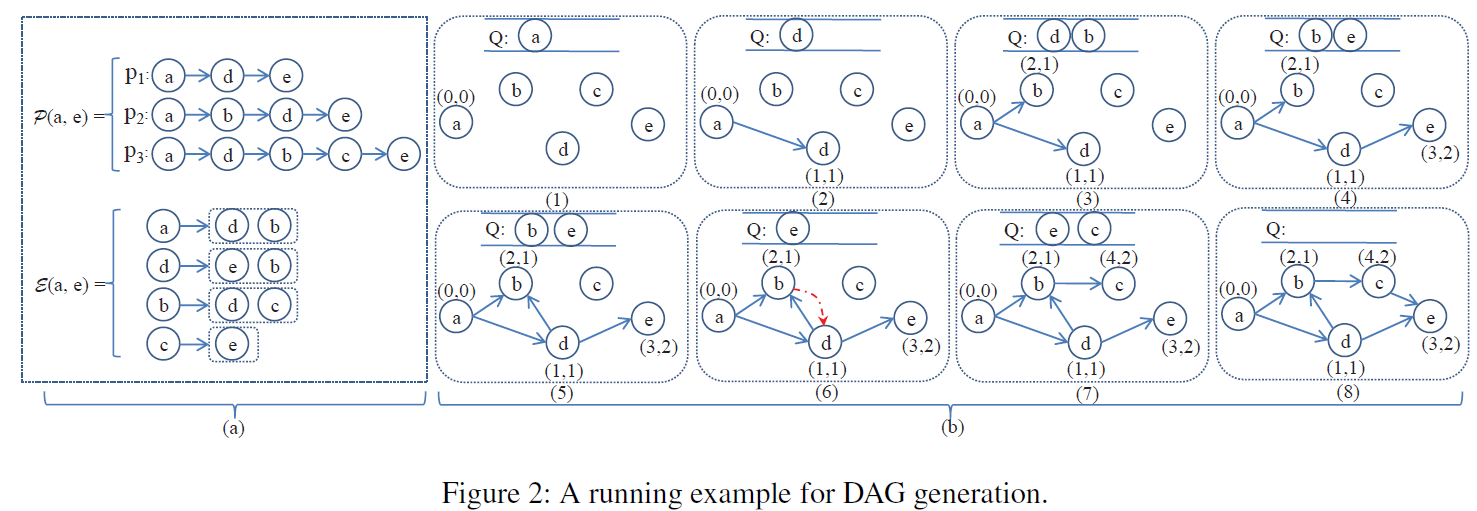 p1: a d e
p2: a b d e
p3: a d b c e
𝒫(a, e) =
a d b
d e b
b d c
c e
ℰ(a, e) =
(a)
Q: a
(0,0) a b c d e
(1)
Q: d
(0,0) a b c d e
(1,1)
(2)
Q: d b
(2,1)
(0,0) a b c d e
(1,1)
(3)
Q: b e
(2,1)
(0,0) a b c d e
(3,2)
(1,1)
(4)
Q: b e
(2,1)
(0,0) a b c d e
(3,2)
(1,1)
(5)
Q: e
(2,1)
(0,0) a b c d e
(3,2)
(1,1)
(6)
Q: e c
(2,1) (4,2)
(0,0) a b c d e
(3,2)
(1,1)
(7)
Q:
(2,1) (4,2)
(0,0) a b c d e
(3,2)
(1,1)
(8)
(b)
Figure 2: A running example for DAG generation.